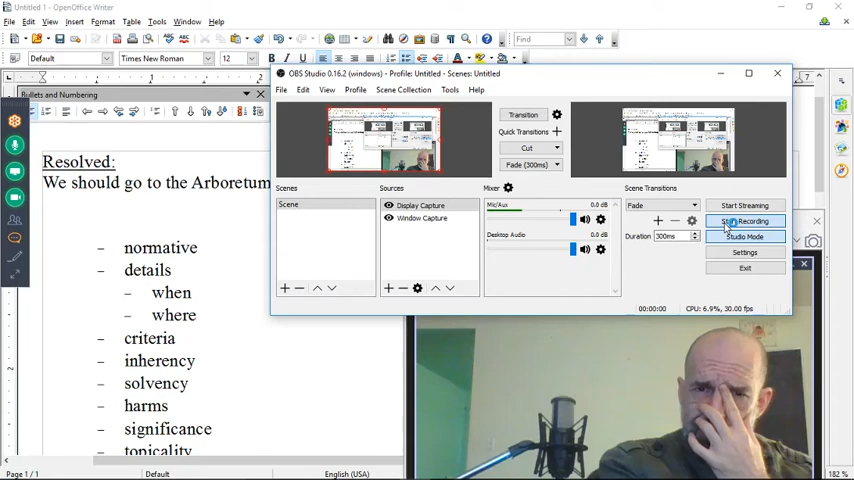 Untitled 1 - OpenOffice Writer
File Edit View Insert Format Table Tools Window Help
Find
Default
Times New Roman
12
B I U
Bullets and Numbering
7
Resolved:
We should go to the Arboretum
– normative
– details
– when
– where
– criteria
– inherency
– solvency
– harms
– significance
– topicality
2
Page 1 / 1
Default
English (USA)
182 %
OBS Studio 0.16.2 (windows) - Profile: Untitled - Scenes: Untitled
File Edit View Profile Scene Collection Tools Help
Transition
Quick Transitions
Cut
Fade (300ms)
Scenes
Scene
Sources
Display Capture
Window Capture
Mixer
Mic/Aux
0.0 dB
Desktop Audio
0.0 dB
Scene Transitions
Fade
Duration 300ms
Start Streaming
Recording
Studio Mode
Settings
Exit
00:00:00
CPU: 6.9%, 30.00 fps